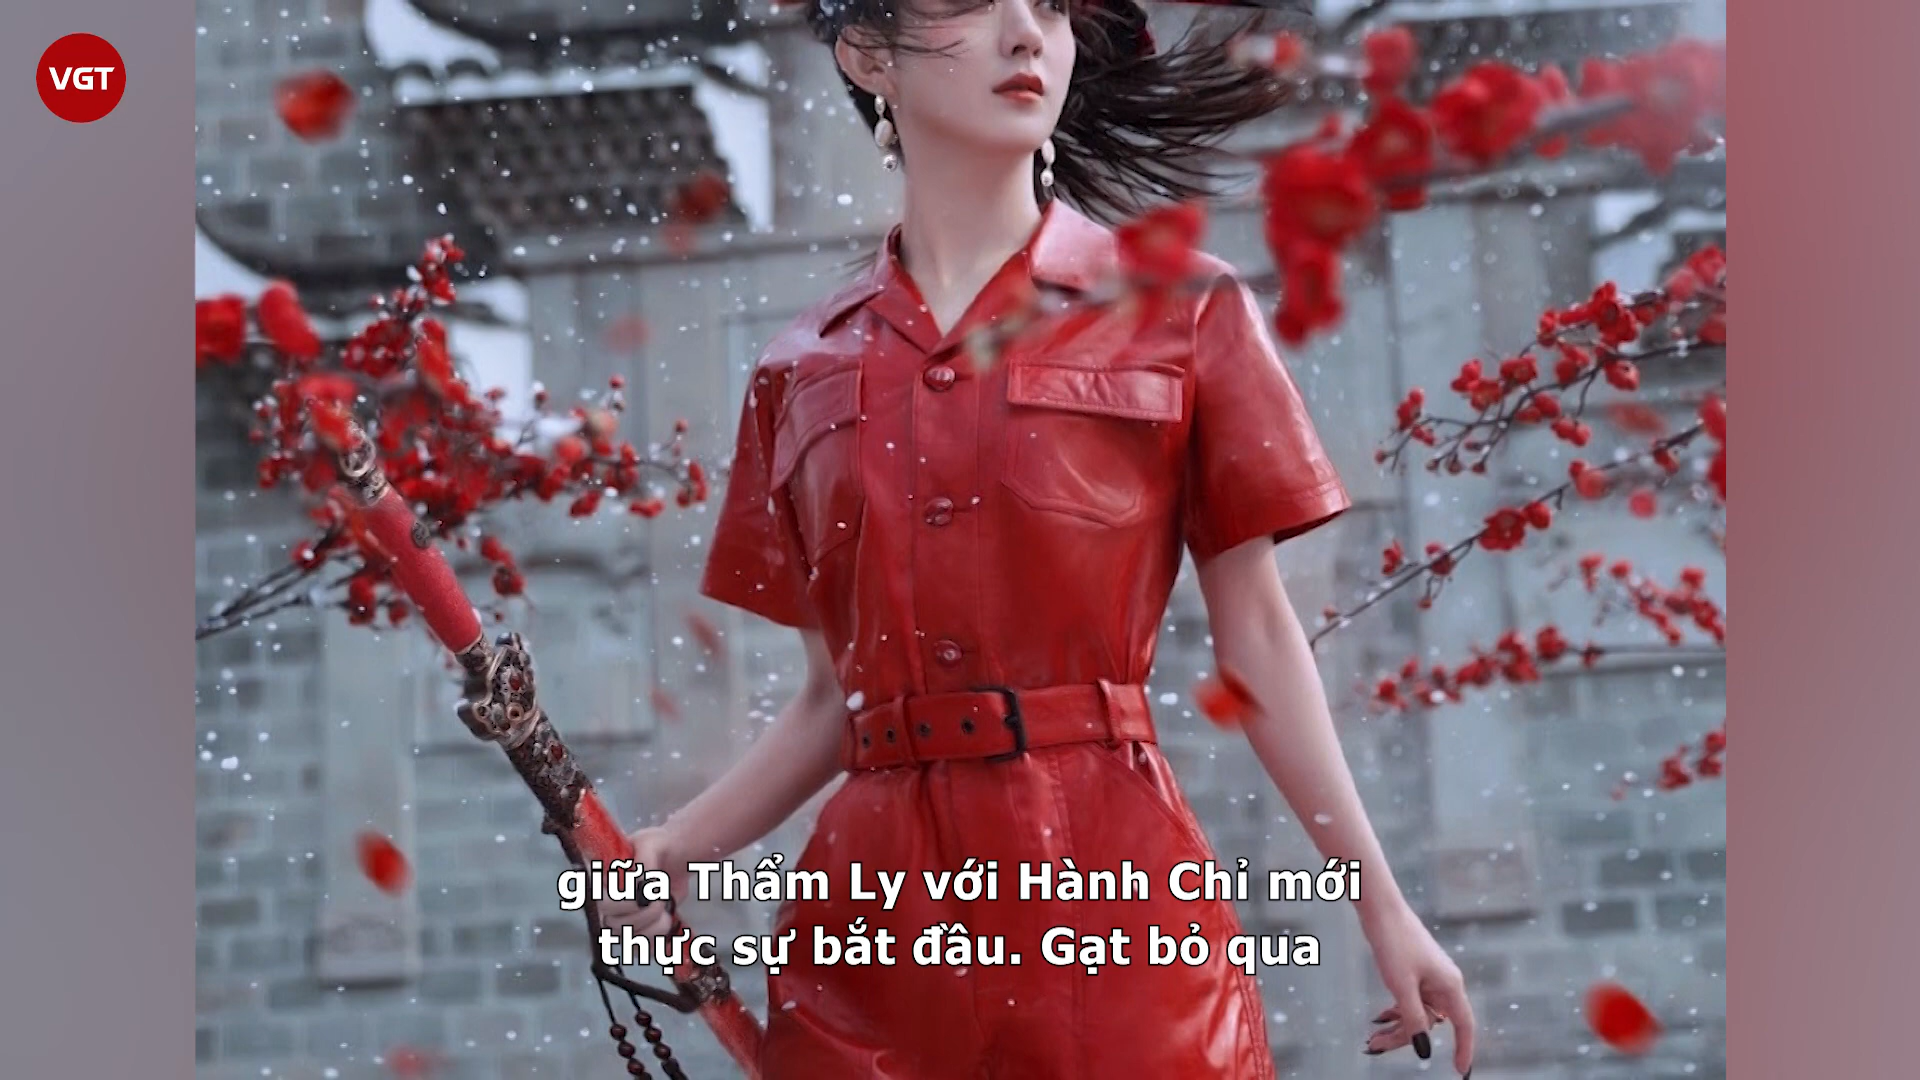 VGT
giữa Thẩm Ly với Hành Chỉ mới
thực sự bắt đầu. Gạt bỏ qua